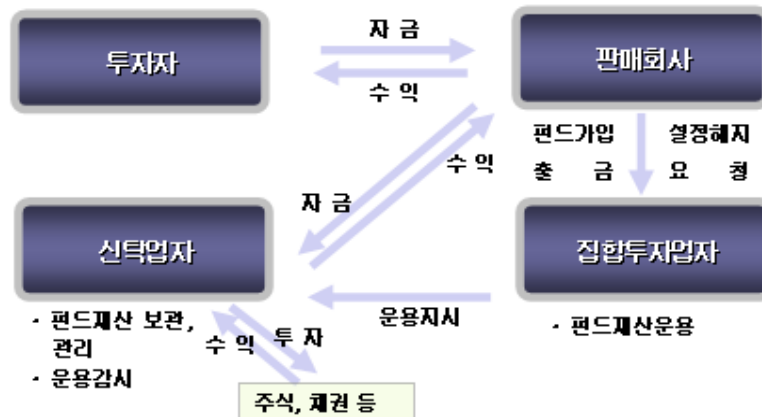 자 금
투자자
판매회사
수 익
펀드가입 설정해지
출 금 요 청
수 익
자 금
신탁업자
집합투자업자
운용지시
· 펀드재산 보관,
관리
· 운용감시
수 익
투 자
· 펀드재산운용
주식, 채권 등